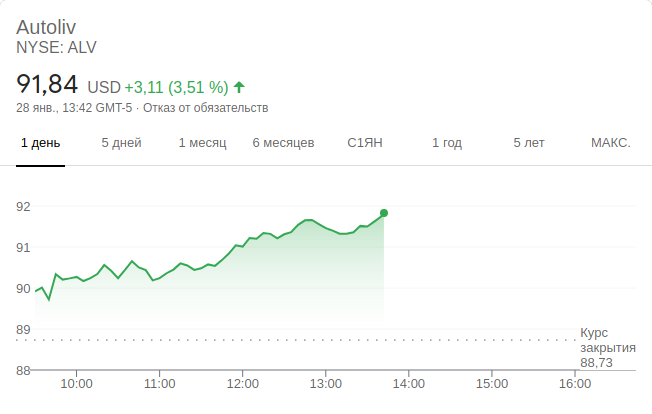 Autoliv
NYSE: ALV
91,84 USD +3,11 (3,51 %)
28 янв., 13:42 GMT-5 · Отказ от обязательств
1 день 5 дней 1 месяц 6 месяцев С1ЯН 1 год 5 лет МАКС.
92
91
90
89
Курс
закрытия
88,73
88
10:00 11:00 12:00 13:00 14:00 15:00 16:00